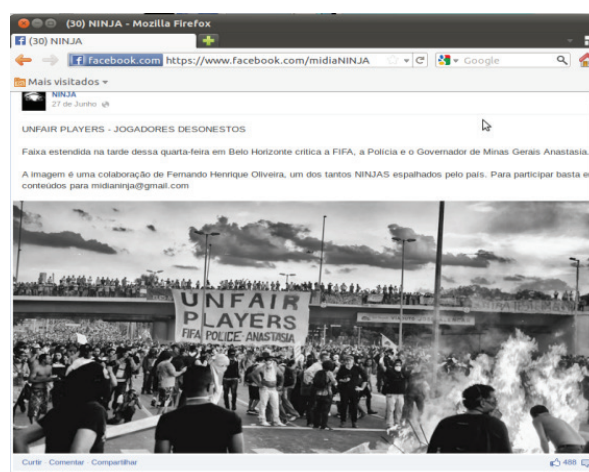 (30) NINJA - Mozilla Firefox
(30) NINJA
facebook.com https://www.facebook.com/midiaNINJA Google
Mais visitados
NINJA
27 de Junho
UNFAIR PLAYERS - JOGADORES DESONESTOS
Faixa estendida na tarde dessa quarta-feira em Belo Horizonte critica a FIFA, a Polícia e o Governador de Minas Gerais Anastasia.
A imagem é uma colaboração de Fernando Henrique Oliveira, um dos tantos NINJAS espalhados pelo país. Para participar basta e
conteúdos para midianinja@gmail.com
UNFAIR
PLAYERS
FIFA POLICE ANASTASIA
Curtir · Comentar · Compartilhar
488